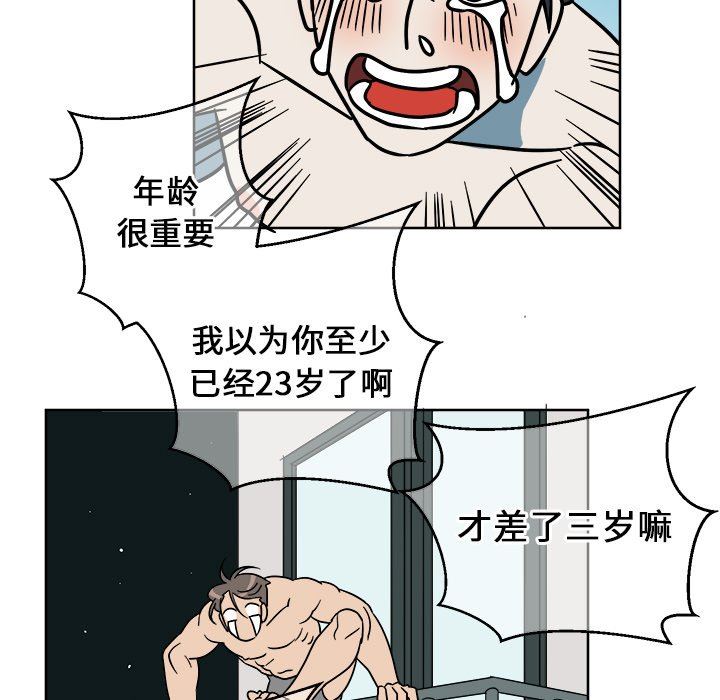 年龄
很重要
我以为你至少
已经23岁了啊
才差了三岁嘛